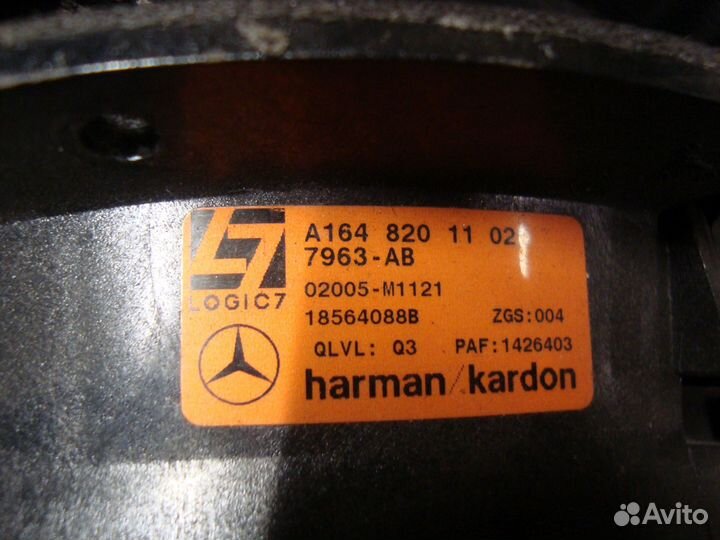 LOGIC7
A164 820 11 02
7963-AB
02005-M1121
18564088B ZGS:004
QLVL: Q3 PAF:1426403
harman/kardon
Avito